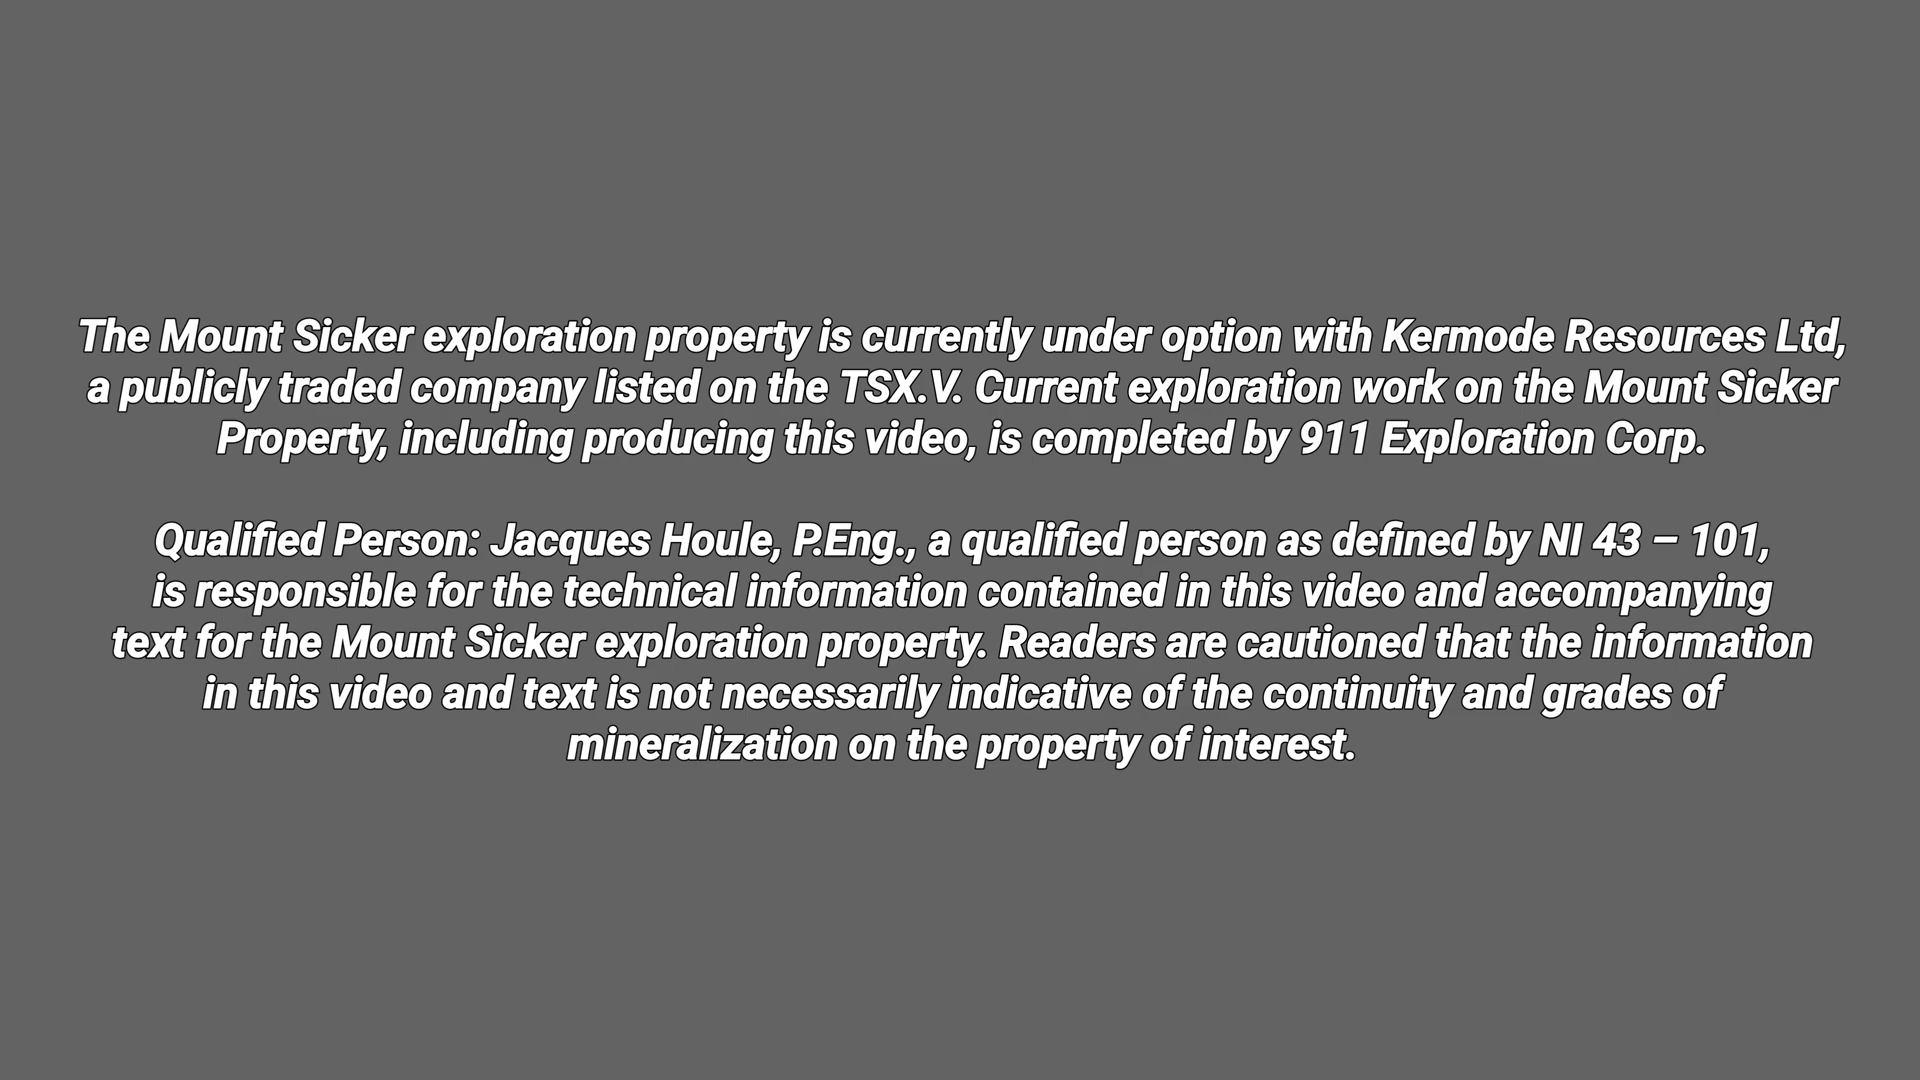 The Mount Sicker exploration property is currently under option with Kermode Resources Ltd,
a publicly traded company listed on the TSX.V. Current exploration work on the Mount Sicker
Property, including producing this video, is completed by 911 Exploration Corp.
Qualified Person: Jacques Houle, P.Eng., a qualified person as defined by NI 43 – 101,
is responsible for the technical information contained in this video and accompanying
text for the Mount Sicker exploration property. Readers are cautioned that the information
in this video and text is not necessarily indicative of the continuity and grades of
mineralization on the property of interest.